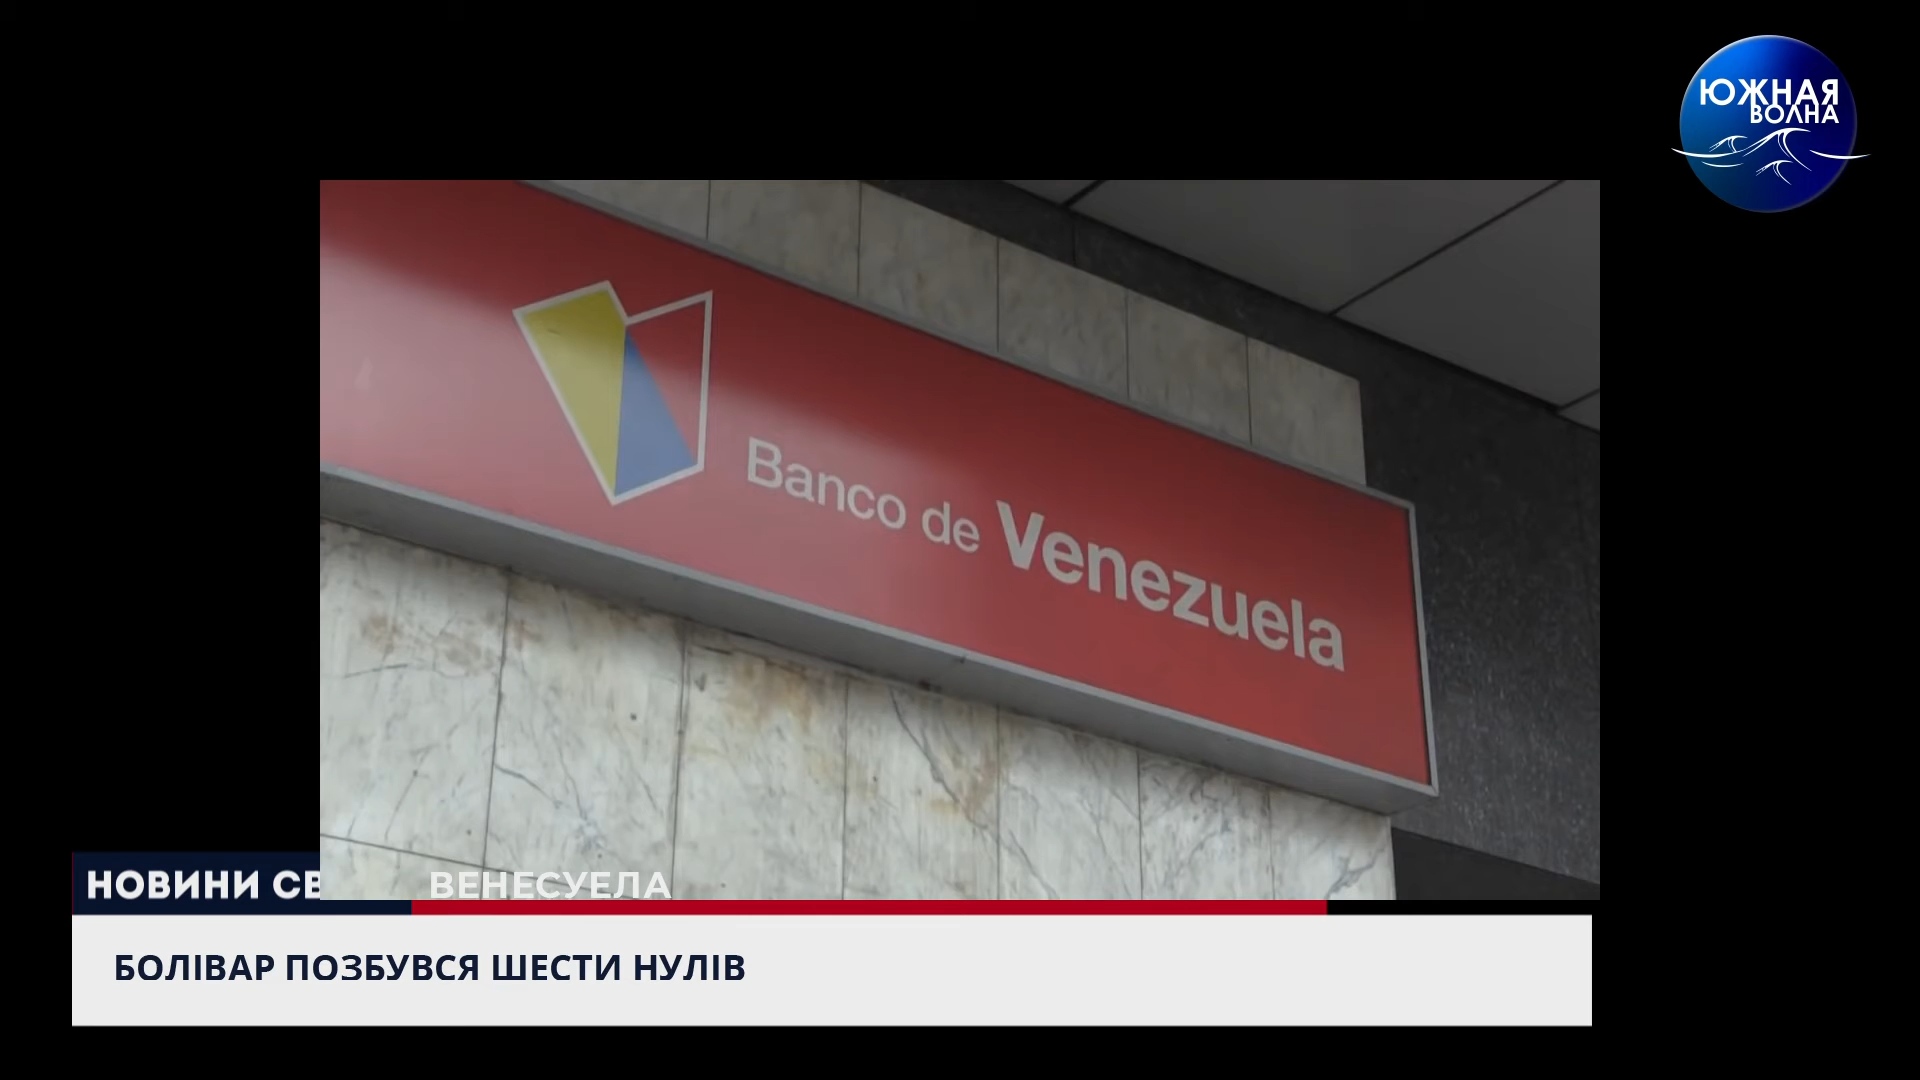 ЮЖНАЯ
ВОЛНА
Banco de Venezuela
НОВИНИ СВ
ВЕНЕСУЕЛА
БОЛІВАР ПОЗБУВСЯ ШЕСТИ НУЛІВ